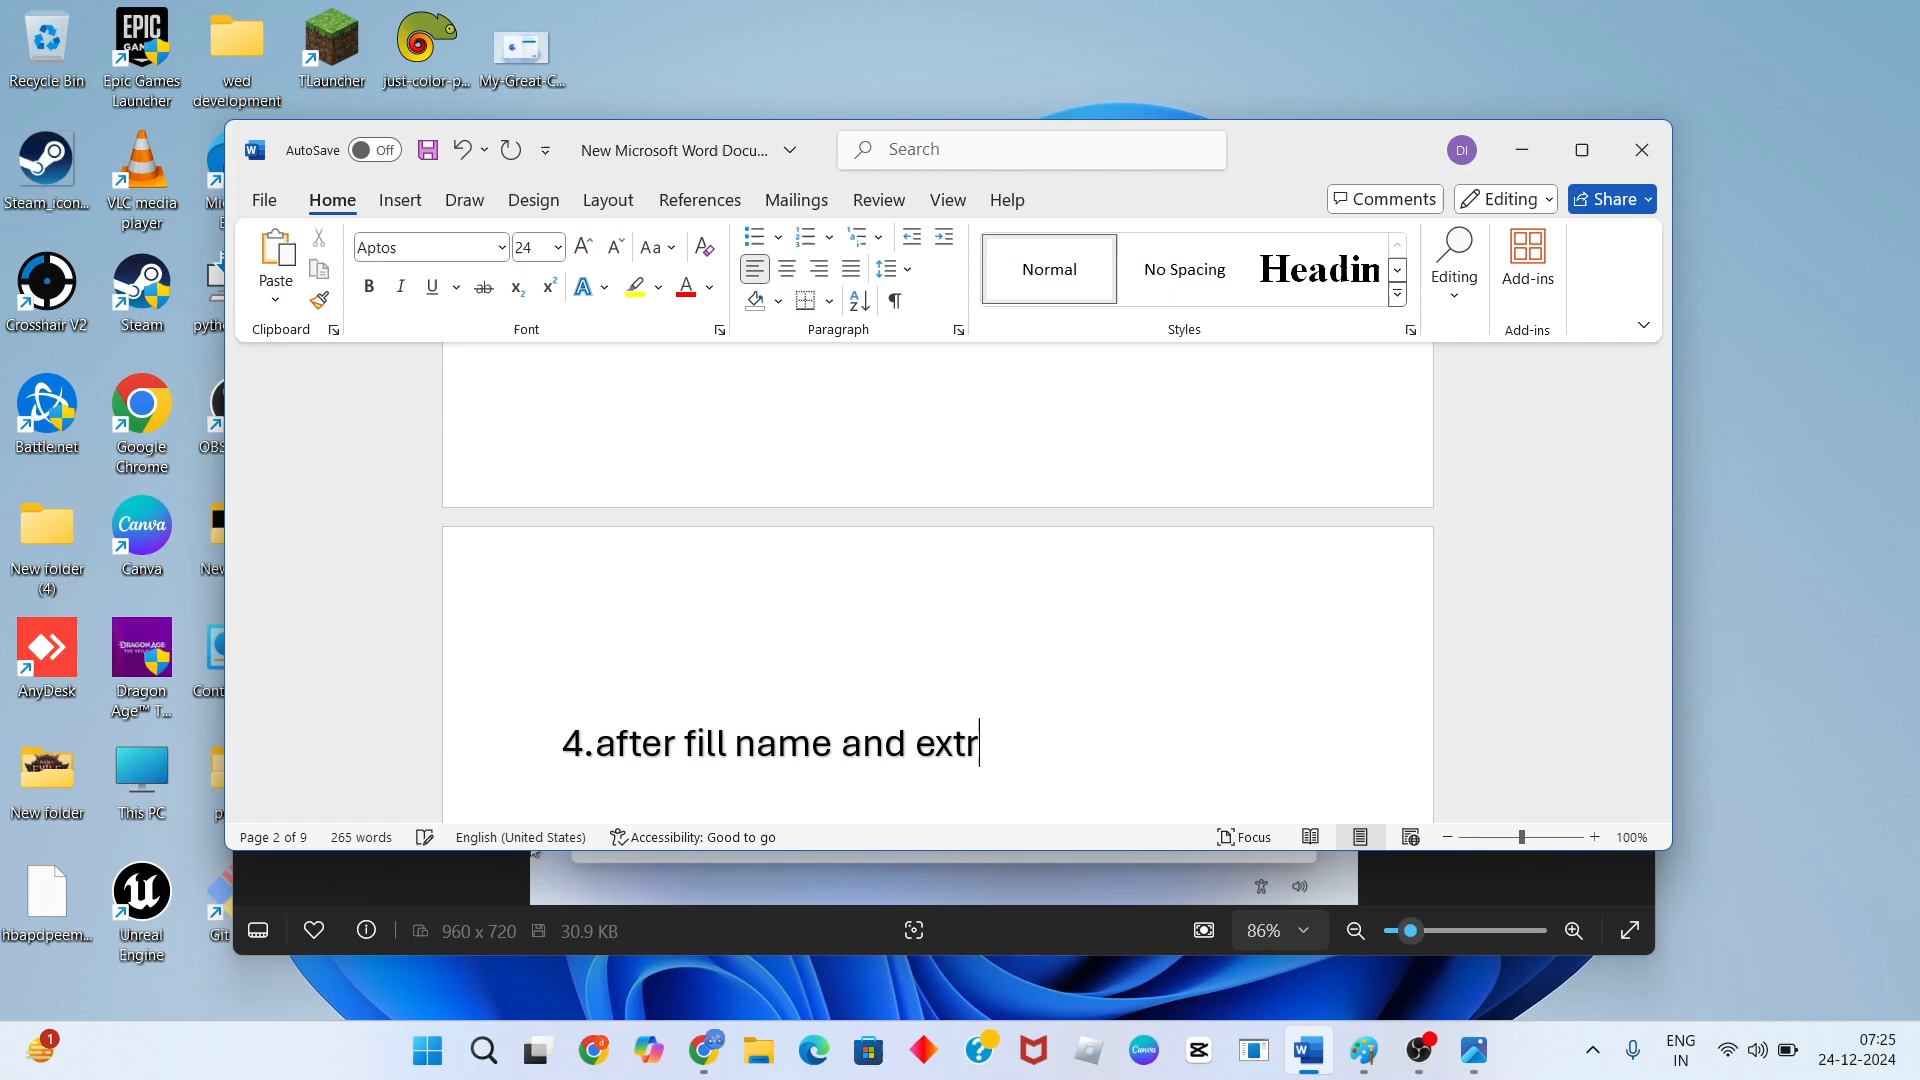 Recycle Bin
Epic Games
Launcher
wed
development
TLauncher
just-color-p...
My-Great-C...
Steam_icon...
VLC media
player
Crosshair V2
Steam
Battle.net
Google
Chrome
New folder
(4)
Canva
AnyDesk
DRAGON AGE
Dragon
Age™ T...
New folder
This PC
hbapdpeem...
Unreal
Engine
Git
AutoSave
Off
New Microsoft Word Docu...
Search
DI
File
Home
Insert
Draw
Design
Layout
References
Mailings
Review
View
Help
Comments
Editing
Share
Paste
Clipboard
Aptos
24
Font
Paragraph
Normal
No Spacing
Headin
Styles
Editing
Add-ins
Add-ins
4.after fill name and extr
Page 2 of 9
265 words
English (United States)
Accessibility: Good to go
Focus
100%
960 x 720
30.9 KB
86%
1
ENG
IN
07:25
24-12-2024